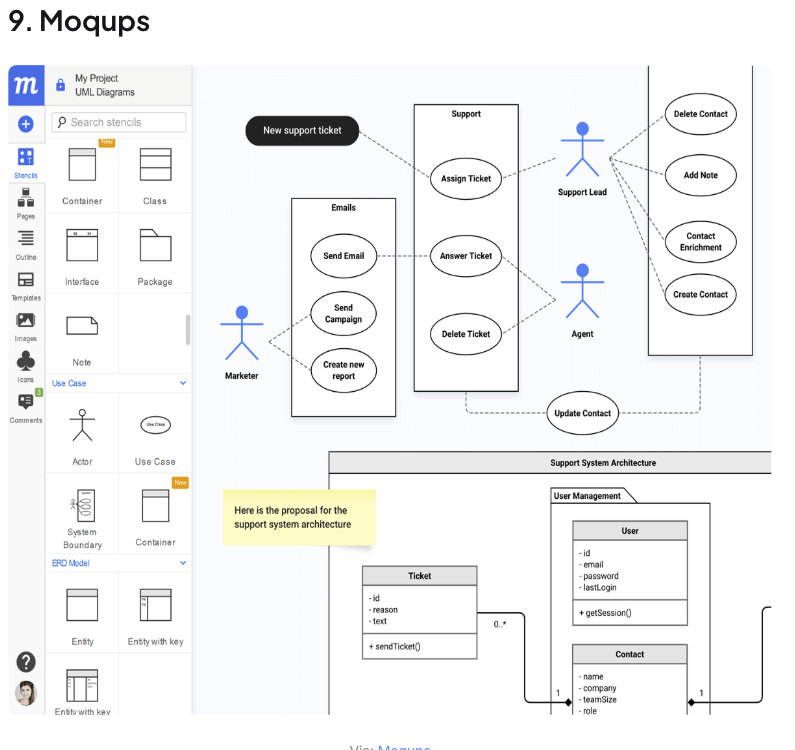 9. Moqups
m
My Project
UML Diagrams
Search stencils
Stencils
Pages
Outline
Templates
Images
Icons
3
Comments
?
New
Container
Class
Interface
Package
Note
Use Case
Actor
Use Case
Use Case
New
System
Boundary
Container
ERD Model
Entity
Entity with key
Entity with key
New support ticket
Support
Assign Ticket
Answer Ticket
Delete Ticket
Emails
Send Email
Send
Campaign
Create new
report
Marketer
Support Lead
Agent
Delete Contact
Add Note
Contact
Enrichment
Create Contact
Update Contact
Support System Architecture
Here is the proposal for the
support system architecture
User Management
User
- id
- email
- password
- lastLogin
+ getSession()
Ticket
- id
- reason
- text
+ sendTicket()
0..*
1
Contact
- name
- company
- teamSize
- role
1
Via: Moqups